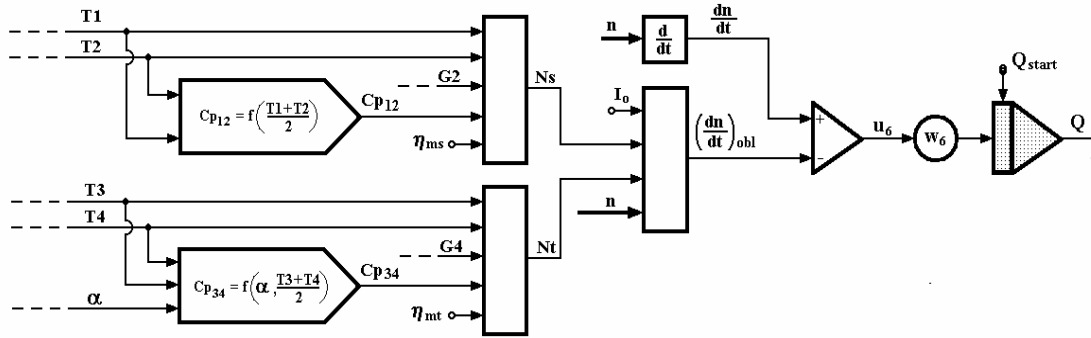 T1
T2
Cp12 = f(T1+T2/2)
G2
Cp12
ηms
Ns
T3
T4
Cp34 = f(α,T3+T4/2)
α
G4
Cp34
ηmt
Nt
n
d/dt
dn/dt
Io
n
(dn/dt)obl
+
-
u6
w6
Qstart
Q